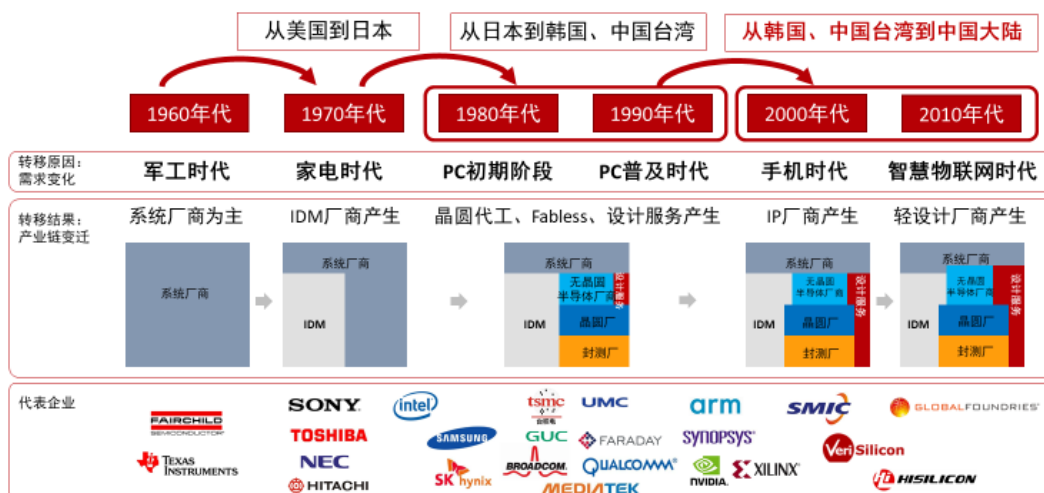 从美国到日本
从日本到韩国、中国台湾
从韩国、中国台湾到中国大陆
1960年代
1970年代
1980年代
1990年代
2000年代
2010年代
转移原因：
需求变化
军工时代
家电时代
PC初期阶段
PC普及时代
手机时代
智慧物联网时代
转移结果：
产业链变迁
系统厂商为主
IDM厂商产生
晶圆代工、Fabless、设计服务产生
IP厂商产生
轻设计厂商产生
系统厂商
系统厂商
IDM
系统厂商
无晶圆
半导体厂商
设计服务
IDM
晶圆厂
封测厂
系统厂商
无晶圆
半导体厂商
设计服务
IDM
晶圆厂
封测厂
系统厂商
无晶圆
半导体厂商
设计服务
IDM
晶圆厂
封测厂
代表企业
FAIRCHILD
SEMICONDUCTOR
TEXAS
INSTRUMENTS
SONY
TOSHIBA
NEC
HITACHI
intel
SAMSUNG
SK hynix
tsmc
台积电
UMC
GUC
FARADAY
BROADCOM
QUALCOMM
MEDIATEK
arm
SYNOPSYS
NVIDIA
XILINX
SMIC
GLOBALFOUNDRIES
VeriSilicon
HISILICON